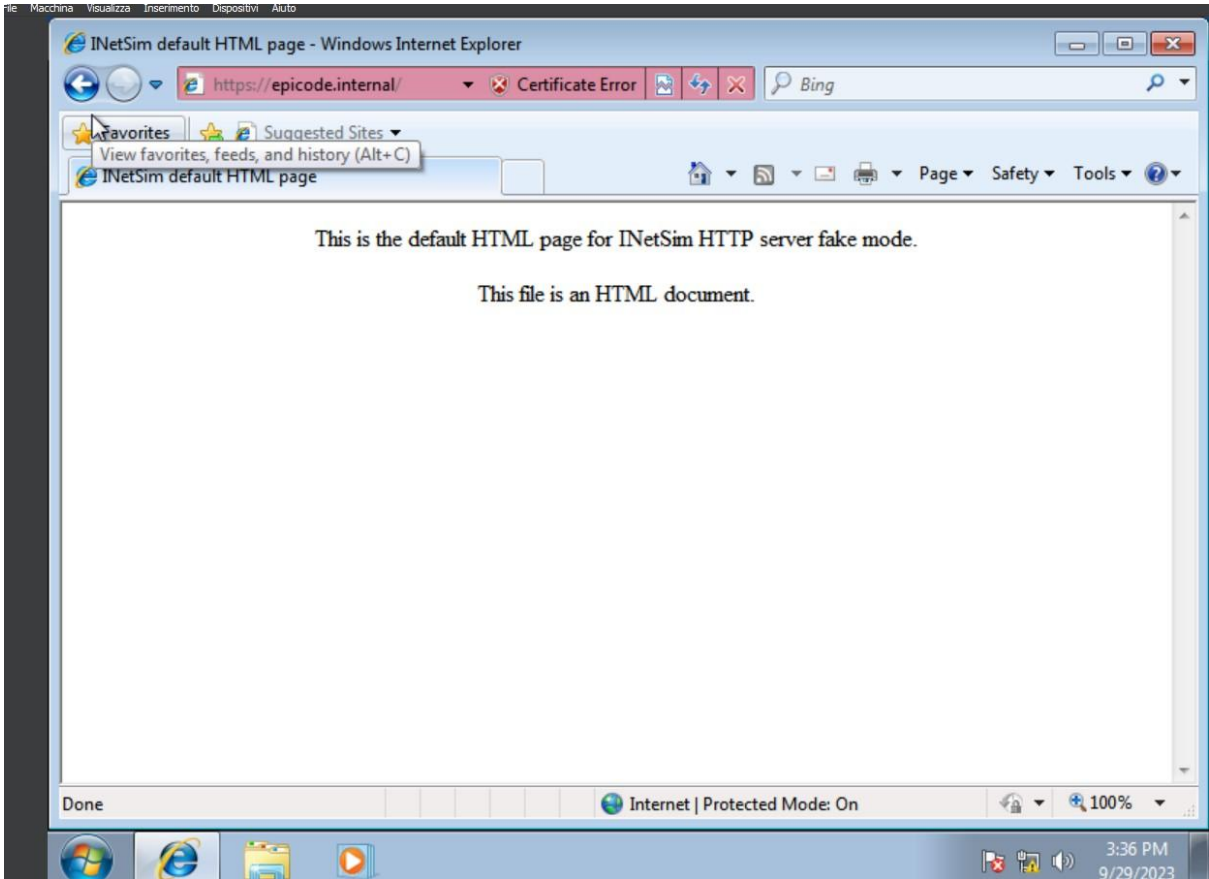 File Macchina Visualizza Inserimento Dispositivi Aiuto
INetSim default HTML page - Windows Internet Explorer
https://epicode.internal/ Certificate Error Bing
Favorites Suggested Sites
View favorites, feeds, and history (Alt+C)
INetSim default HTML page Page Safety Tools
This is the default HTML page for INetSim HTTP server fake mode.
This file is an HTML document.
Done Internet | Protected Mode: On 100%
3:36 PM
9/29/2023